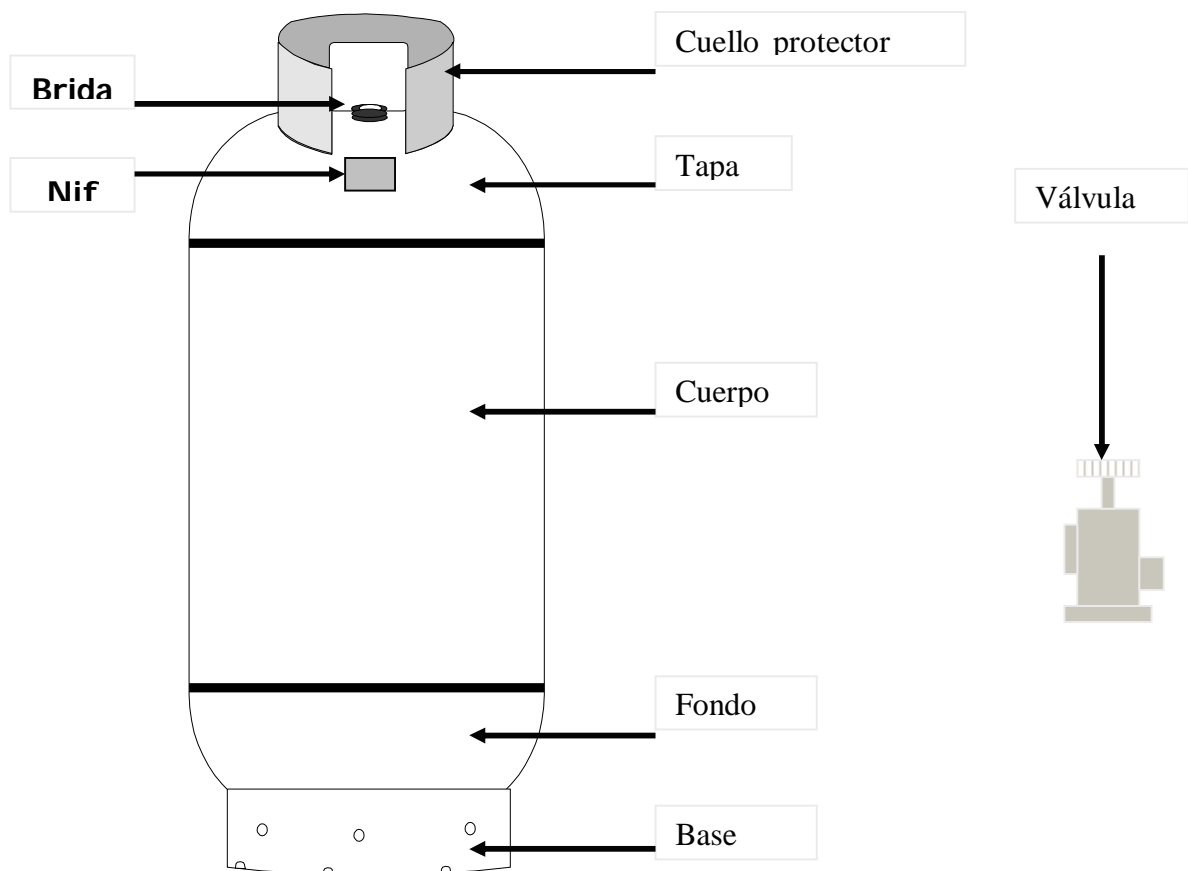 Cuello protector
Brida
Nif
Tapa
Válvula
Cuerpo
Fondo
Base